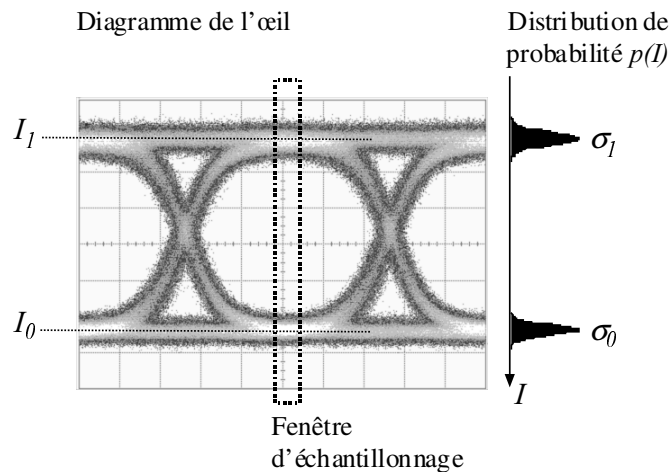 Diagramme de l'œil
Distribution de
probabilité p(I)
I1
σ1
I0
σ0
I
Fenêtre
d'échantillonnage